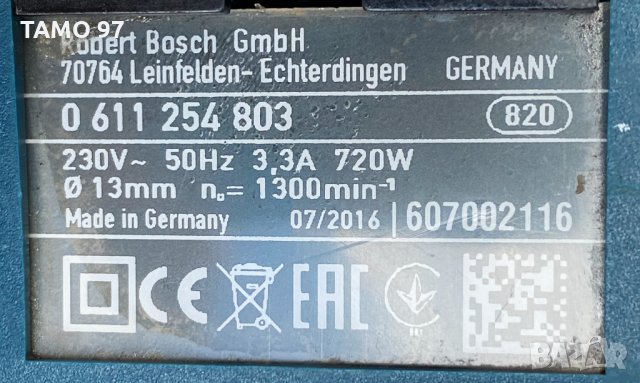 TAMO 97
Robert Bosch GmbH
70764 Leinfelden- Echterdingen GERMANY
0 611 254 803 820
230V~ 50Hz 3,3A 720W
Ø 13mm n₀= 1300min⁻¹
Made in Germany 07/2016 607002116
CE EAC
BAZAR